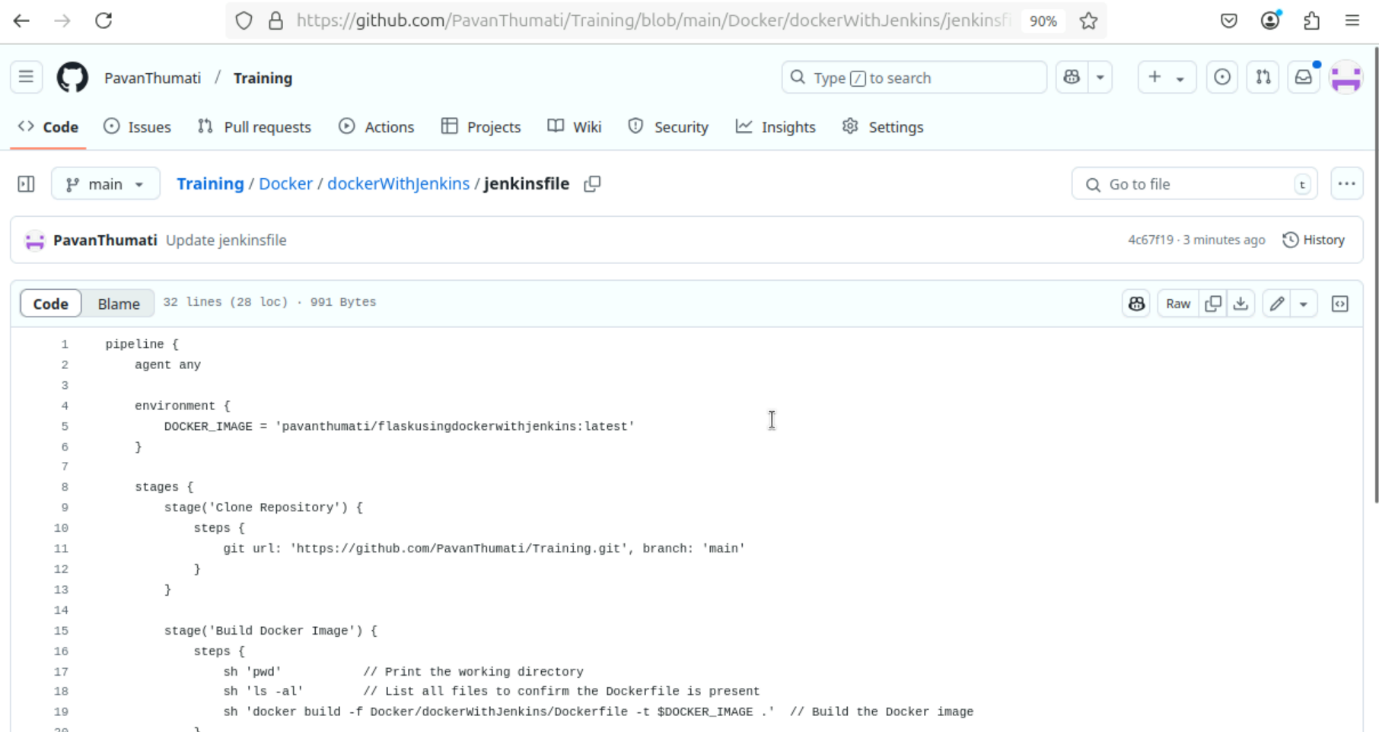 https://github.com/PavanThumati/Training/blob/main/Docker/dockerWithJenkins/jenkinsfi
90%
PavanThumati / Training
Type / to search
<> Code Issues Pull requests Actions Projects Wiki Security Insights Settings
main
Training / Docker / dockerWithJenkins / jenkinsfile
Go to file t
PavanThumati Update jenkinsfile
4c67f19 · 3 minutes ago History
Code Blame 32 lines (28 loc) · 991 Bytes
Raw
1 pipeline {
2     agent any
3
4     environment {
5         DOCKER_IMAGE = 'pavanthumati/flaskusingdockerwithjenkins:latest'
6     }
7
8     stages {
9         stage('Clone Repository') {
10             steps {
11                 git url: 'https://github.com/PavanThumati/Training.git', branch: 'main'
12             }
13         }
14
15         stage('Build Docker Image') {
16             steps {
17                 sh 'pwd'           // Print the working directory
18                 sh 'ls -al'        // List all files to confirm the Dockerfile is present
19                 sh 'docker build -f Docker/dockerWithJenkins/Dockerfile -t $DOCKER_IMAGE .'  // Build the Docker image
20             }